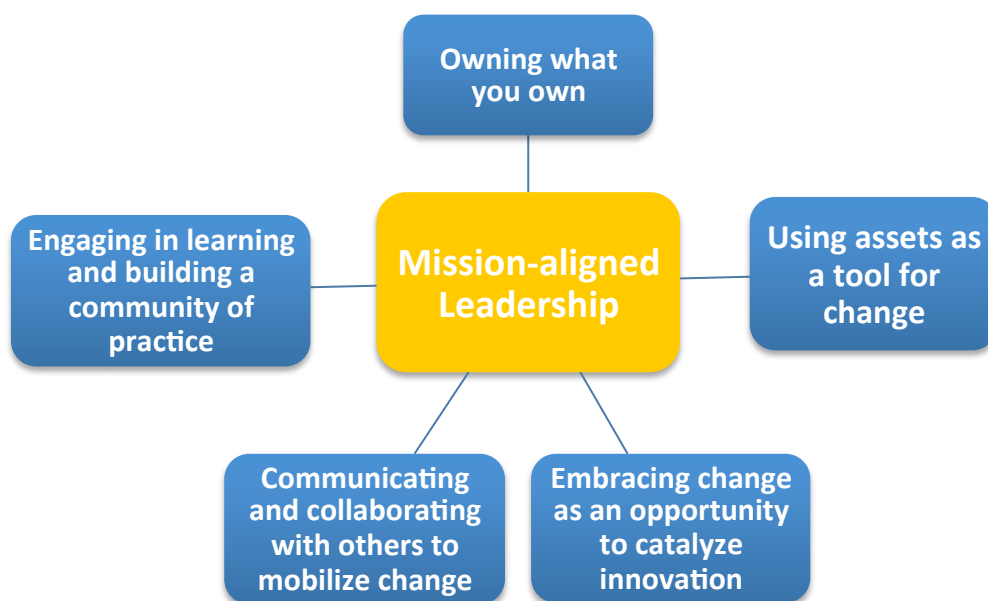 Owning what
you own
Engaging in learning
and building a
community of
practice
Mission-aligned
Leadership
Using assets as
a tool for
change
Communicating
and collaborating
with others to
mobilize change
Embracing change
as an opportunity
to catalyze
innovation